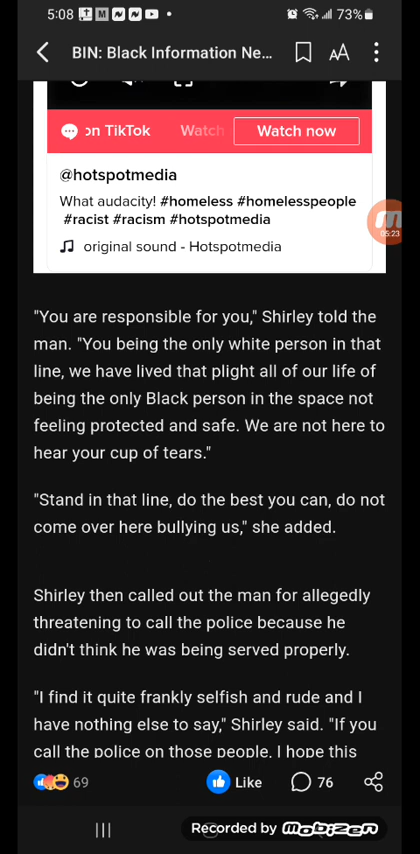 5:08
73%
BIN: Black Information Ne...
on TikTok
Watch
Watch now
@hotspotmedia
What audacity! #homeless #homelesspeople
#racist #racism #hotspotmedia
original sound - Hotspotmedia
05:23
"You are responsible for you," Shirley told the
man. "You being the only white person in that
line, we have lived that plight all of our life of
being the only Black person in the space not
feeling protected and safe. We are not here to
hear your cup of tears."
"Stand in that line, do the best you can, do not
come over here bullying us," she added.
Shirley then called out the man for allegedly
threatening to call the police because he
didn't think he was being served properly.
"I find it quite frankly selfish and rude and I
have nothing else to say," Shirley said. "If you
call the police on those people, I hope this
69
Like
76
Recorded by mobizen